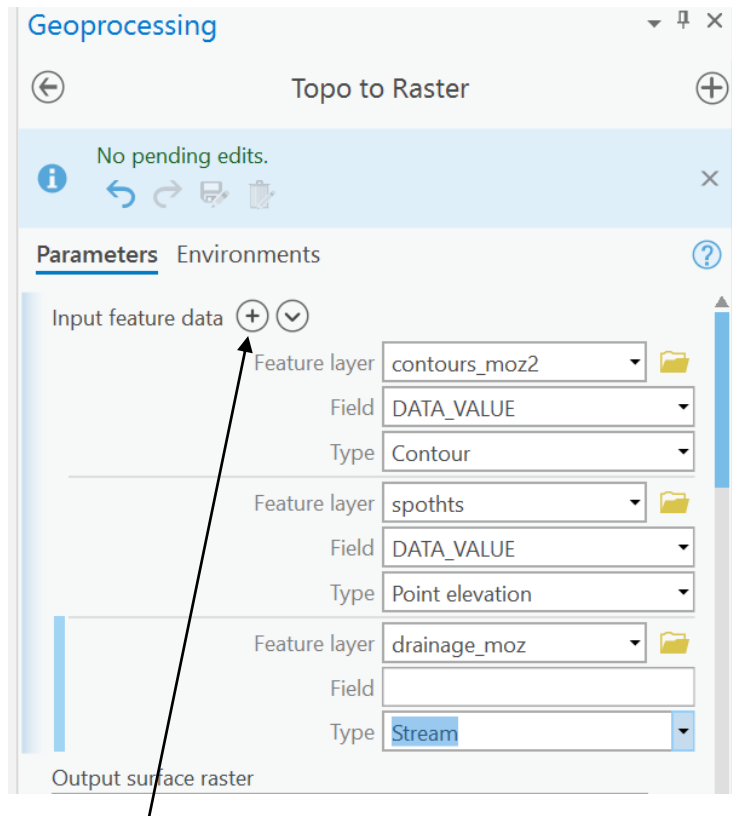 Geoprocessing
Topo to Raster
No pending edits.
Parameters Environments
Input feature data
Feature layer contours_moz2
Field DATA_VALUE
Type Contour
Feature layer spothts
Field DATA_VALUE
Type Point elevation
Feature layer drainage_moz
Field
Type Stream
Output surface raster